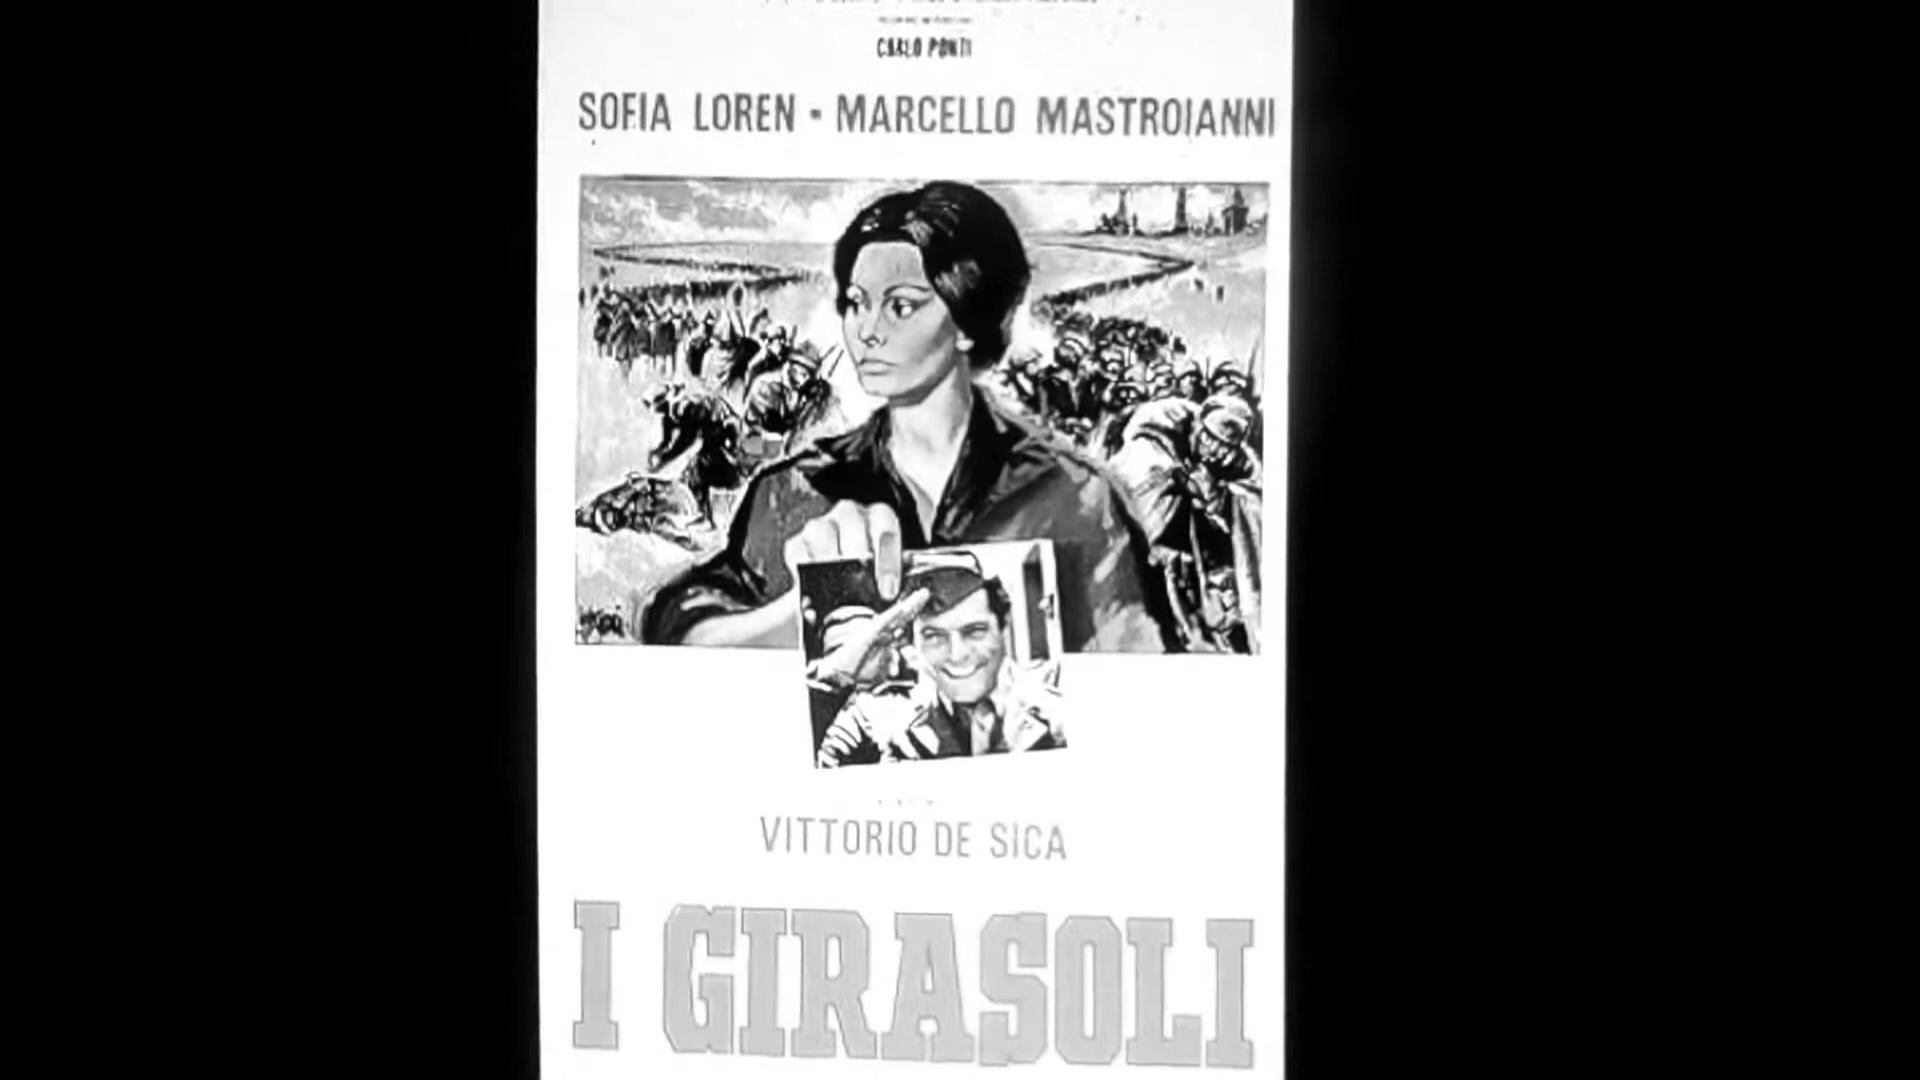 CARLO PONTI
SOFIA LOREN - MARCELLO MASTROIANNI
VITTORIO DE SICA
I GIRASOLI